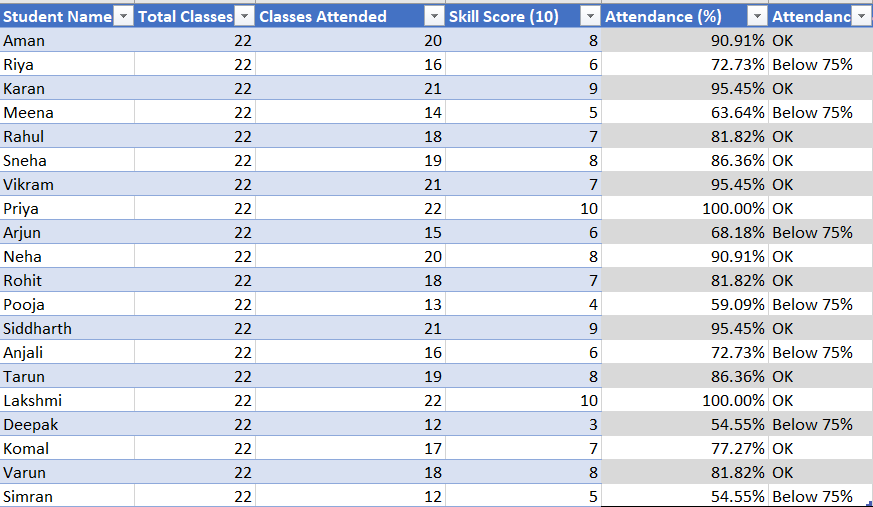 Student Name Total Classes Classes Attended Skill Score (10) Attendance (%) Attendanc
Aman 22 20 8 90.91% OK
Riya 22 16 6 72.73% Below 75%
Karan 22 21 9 95.45% OK
Meena 22 14 5 63.64% Below 75%
Rahul 22 18 7 81.82% OK
Sneha 22 19 8 86.36% OK
Vikram 22 21 7 95.45% OK
Priya 22 22 10 100.00% OK
Arjun 22 15 6 68.18% Below 75%
Neha 22 20 8 90.91% OK
Rohit 22 18 7 81.82% OK
Pooja 22 13 4 59.09% Below 75%
Siddharth 22 21 9 95.45% OK
Anjali 22 16 6 72.73% Below 75%
Tarun 22 19 8 86.36% OK
Lakshmi 22 22 10 100.00% OK
Deepak 22 12 3 54.55% Below 75%
Komal 22 17 7 77.27% OK
Varun 22 18 8 81.82% OK
Simran 22 12 5 54.55% Below 75%